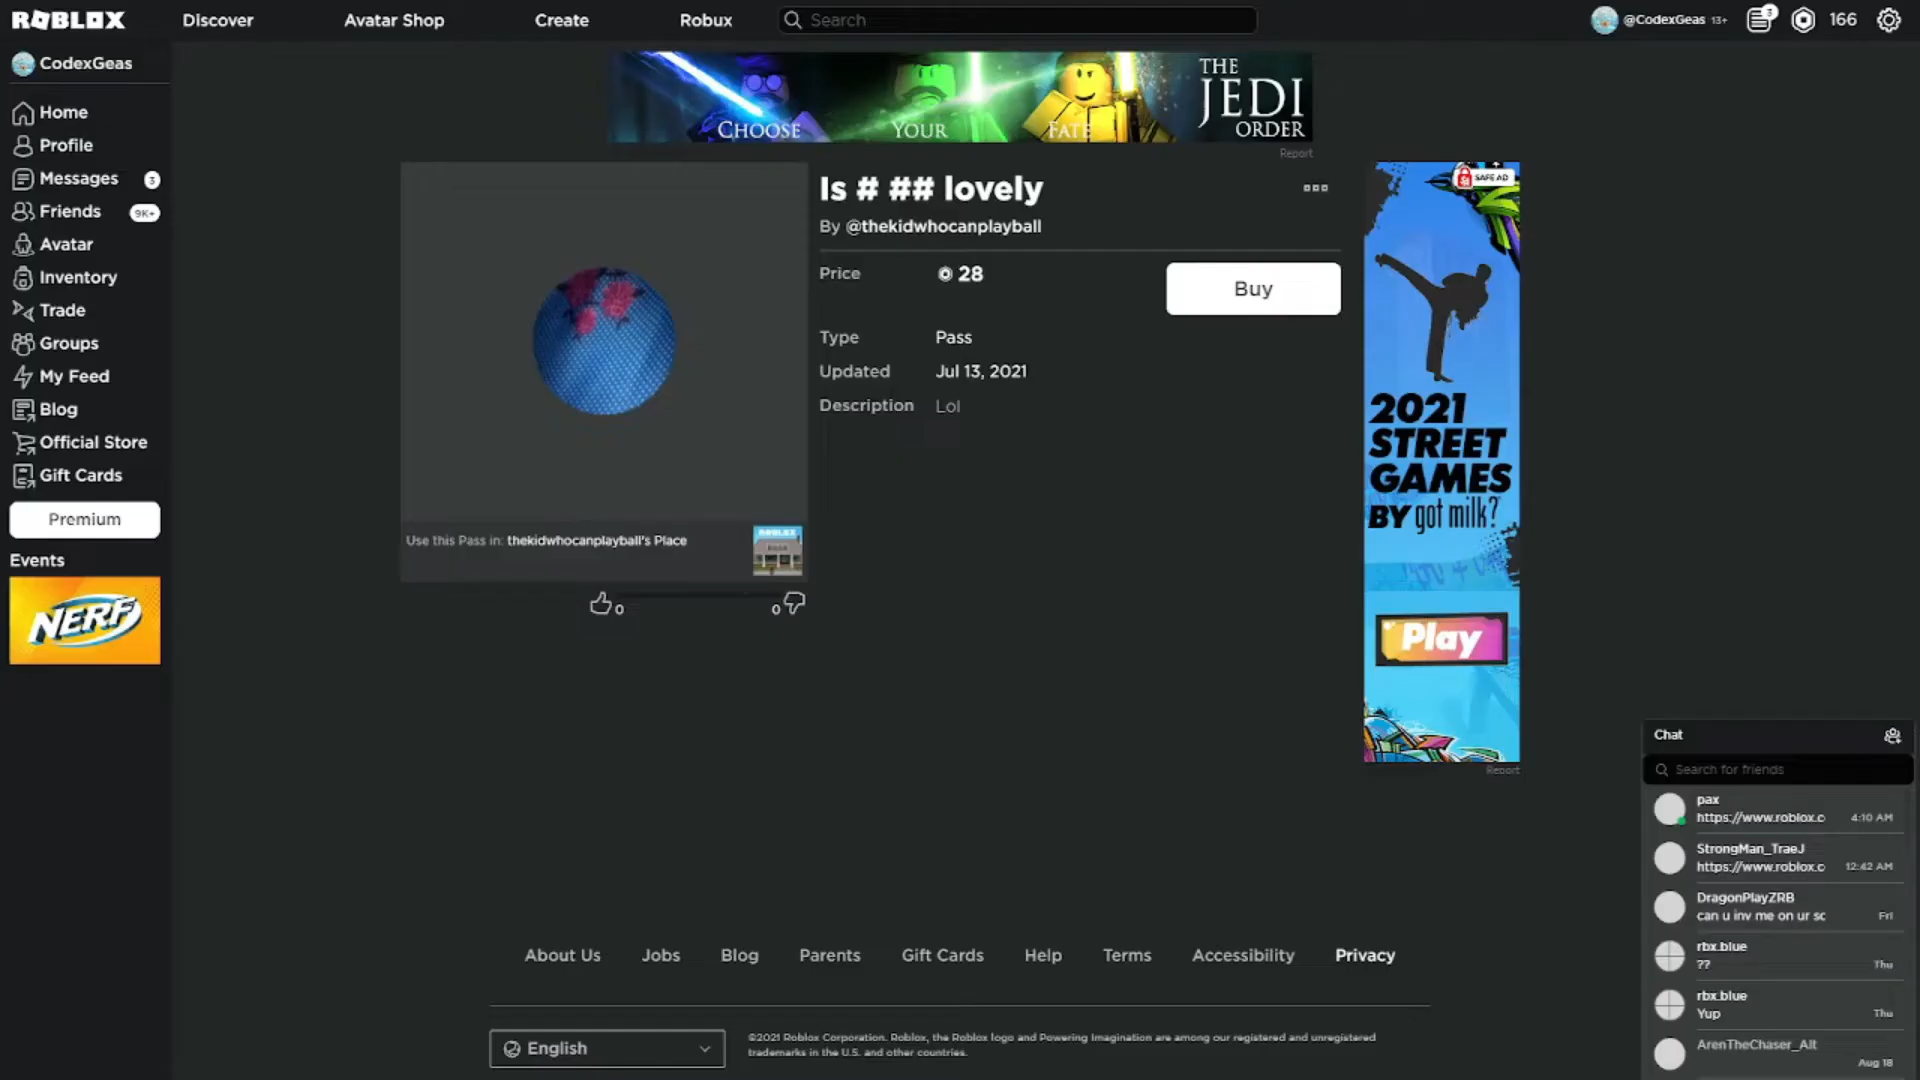 ROBLOX
Discover
Avatar Shop
Create
Robux
Search
@CodexGeas 13+
3
166
CodexGeas
Home
Profile
Messages 3
Friends 9K+
Avatar
Inventory
Trade
Groups
My Feed
Blog
Official Store
Gift Cards
Premium
Events
NERF
CHOOSE YOUR FATE
THE
JEDI
ORDER
Report
Is # ## lovely
By @thekidwhocanplayball
Price 28
Buy
Type Pass
Updated Jul 13, 2021
Description Lol
Use this Pass in: thekidwhocanplayball's Place
ROBLOX
0
0
SAFE AD
2021
STREET
GAMES
BY got milk?
Play
Report
Chat
Search for friends
pax
https://www.roblox.c 4:10 AM
StrongMan_TraeJ
https://www.roblox.c 12:42 AM
DragonPlayZRB
can u inv me on ur sc Fri
rbx.blue
?? Thu
rbx.blue
Yup Thu
ArenTheChaser_Alt
Aug 18
About Us Jobs Blog Parents Gift Cards Help Terms Accessibility Privacy
English
©2021 Roblox Corporation. Roblox, the Roblox logo and Powering Imagination are among our registered and unregistered
trademarks in the U.S. and other countries.